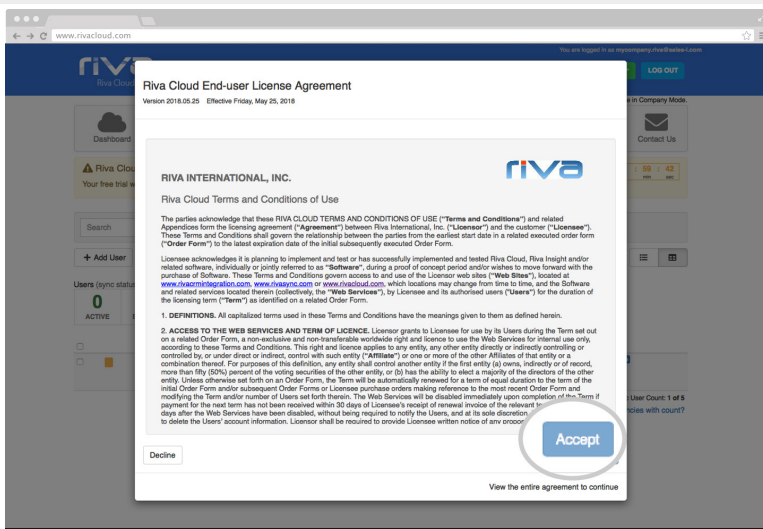 www.rivacloud.com
You are logged in as mycompany.riva@sales-i.com
riva
Riva Cloud
LOG OUT
Riva Cloud End-user License Agreement
Version 2018.05.25 Effective Friday, May 25, 2018
e in Company Mode.
Dashboard
Contact Us
Riva Clou
Your free trial w
: 59 : 42
min sec
RIVA INTERNATIONAL, INC.
riva
Riva Cloud Terms and Conditions of Use
The parties acknowledge that these RIVA CLOUD TERMS AND CONDITIONS OF USE ("Terms and Conditions") and related
Appendices form the licensing agreement ("Agreement") between Riva International, Inc. ("Licensor") and the customer ("Licensee").
These Terms and Conditions shall govern the relationship between the parties from the earliest start date in a related executed order form
("Order Form") to the latest expiration date of the initial subsequently executed Order Form.
Licensee acknowledges it is planning to implement and test or has successfully implemented and tested Riva Cloud, Riva Insight and/or
related software, individually or jointly referred to as "Software", during a proof of concept period and/or wishes to move forward with the
purchase of Software. These Terms and Conditions govern access to and use of the Licensor web sites ("Web Sites"), located at
www.rivacrmintegration.com, www.rivasync.com or www.rivacloud.com, which locations may change from time to time, and the Software
and related services located therein (collectively, the "Web Services"), by Licensee and its authorised users ("Users") for the duration of
the licensing term ("Term") as identified on a related Order Form.
1. DEFINITIONS. All capitalized terms used in these Terms and Conditions have the meanings given to them as defined herein.
2. ACCESS TO THE WEB SERVICES AND TERM OF LICENCE. Licensor grants to Licensee for use by its Users during the Term set out
on a related Order Form, a non-exclusive and non-transferable worldwide right and licence to use the Web Services for internal use only,
according to these Terms and Conditions. This right and licence applies to any entity, any other entity directly or indirectly controlling or
controlled by, or under direct or indirect, control with such entity ("Affiliate") or one or more of the other Affiliates of that entity or a
combination thereof. For purposes of this definition, any entity shall control another entity if the first entity (a) owns, indirectly or of record,
more than fifty (50%) percent of the voting securities of the other entity, or (b) has the ability to elect a majority of the directors of the other
entity. Unless otherwise set forth on an Order Form, the Term will be automatically renewed for a term of equal duration to the term of the
initial Order Form and/or subsequent Order Forms or Licensee purchase orders making reference to the most recent Order Form and
modifying the Term and/or number of Users set forth therein. The Web Services will be disabled immediately upon completion of the Term if
payment for the next term has not been received within 30 days of Licensee's receipt of renewal invoice of the relevant te
days after the Web Services have been disabled, without being required to notify the Users, and at its sole discretion
to delete the Users' account information. Licensor shall be required to provide Licensee written notice of any propo
Search
+ Add User
Users (sync status
0
ACTIVE
User Count: 1 of 5
ncies with count?
Decline
Accept
View the entire agreement to continue